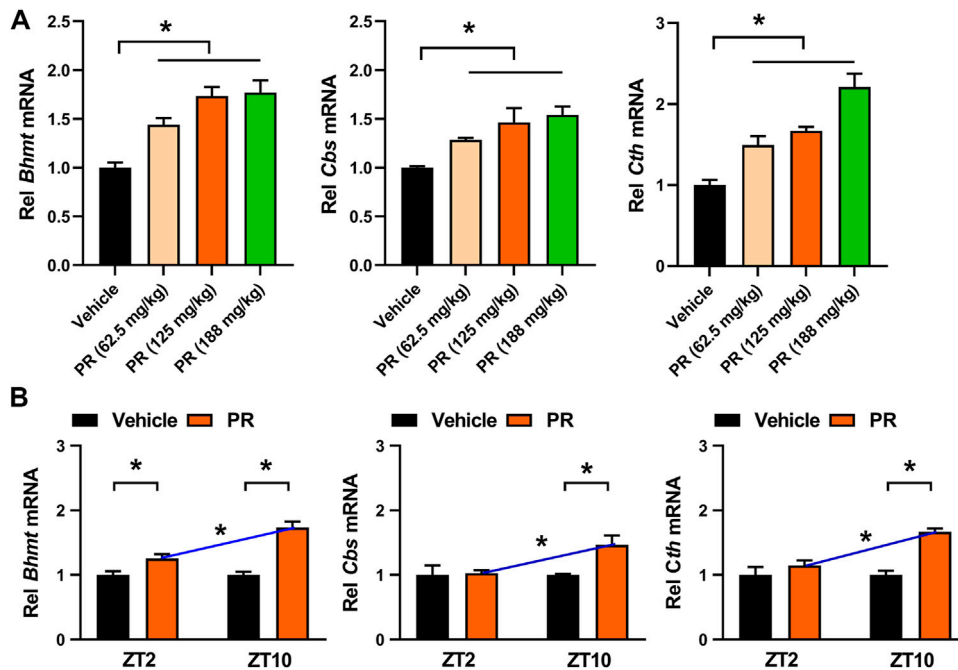 A
Rel Bhmt mRNA
2.5
2.0
1.5
1.0
0.5
0.0
*
Vehicle
PR (62.5 mg/kg)
PR (125 mg/kg)
PR (188 mg/kg)
Rel Cbs mRNA
2.5
2.0
1.5
1.0
0.5
0.0
*
Vehicle
PR (62.5 mg/kg)
PR (125 mg/kg)
PR (188 mg/kg)
Rel Cth mRNA
3
2
1
0
*
Vehicle
PR (62.5 mg/kg)
PR (125 mg/kg)
PR (188 mg/kg)
B
Vehicle PR
Rel Bhmt mRNA
3
2
1
0
* * *
ZT2 ZT10
Vehicle PR
Rel Cbs mRNA
3
2
1
0
* *
ZT2 ZT10
Vehicle PR
Rel Cth mRNA
3
2
1
0
* *
ZT2 ZT10